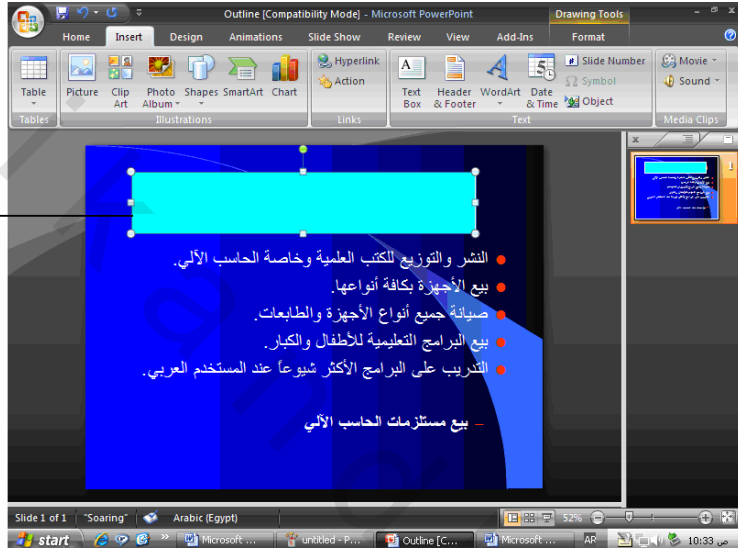 Outline [Compatibility Mode] - Microsoft PowerPoint
Drawing Tools
Home Insert Design Animations Slide Show Review View Add-Ins Format
Table
Picture
Clip Art
Photo Album
Shapes
SmartArt
Chart
Hyperlink
Action
Text Box
Header & Footer
WordArt
Date & Time
Slide Number
Symbol
Object
Movie
Sound
Tables
Illustrations
Links
Text
Media Clips
النشر والتوزيع للكتب العلمية وخاصة الحاسب الآلي.
بيع الأجهزة بكافة أنواعها.
صيانة جميع أنواع الأجهزة والطابعات.
بيع البرامج التعليمية للأطفال والكبار.
التدريب على البرامج الأكثر شيوعاً عند المستخدم العربي.
– بيع مستلزمات الحاسب الآلي
1
Slide 1 of 1 "Soaring" Arabic (Egypt) 52%
start Microsoft ... untitled - P... Outline [C... Microsoft ... AR 10:33 ص